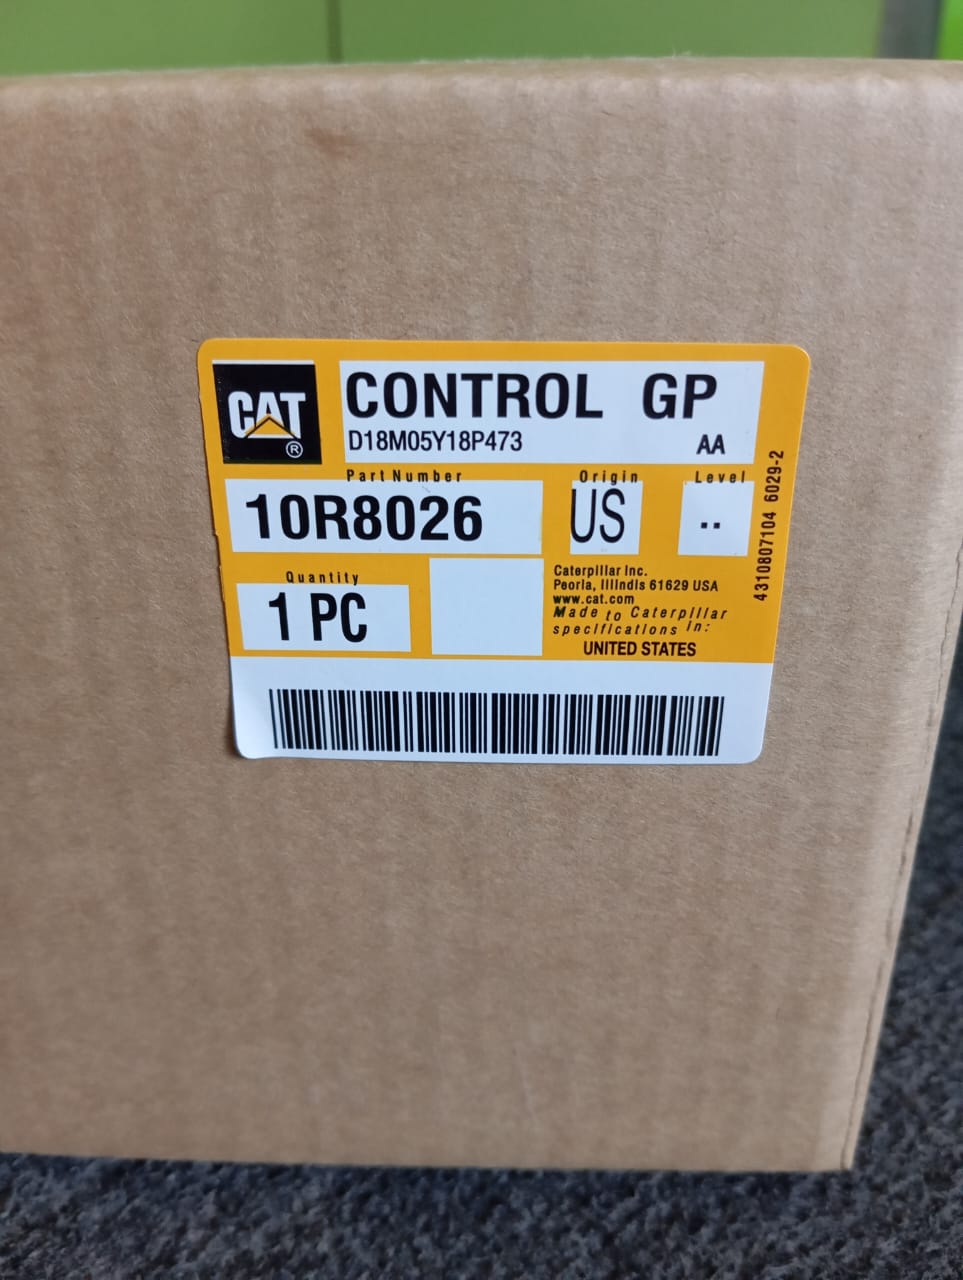 CAT®
CONTROL GP
D18M05Y18P473 AA
Part Number Origin Level
10R8026 US ..
Quantity
1 PC
Caterpillar Inc.
Peoria, Illindis 61629 USA
www.cat.com
Made to Caterpillar
specifications in:
UNITED STATES
4310807104 6029-2